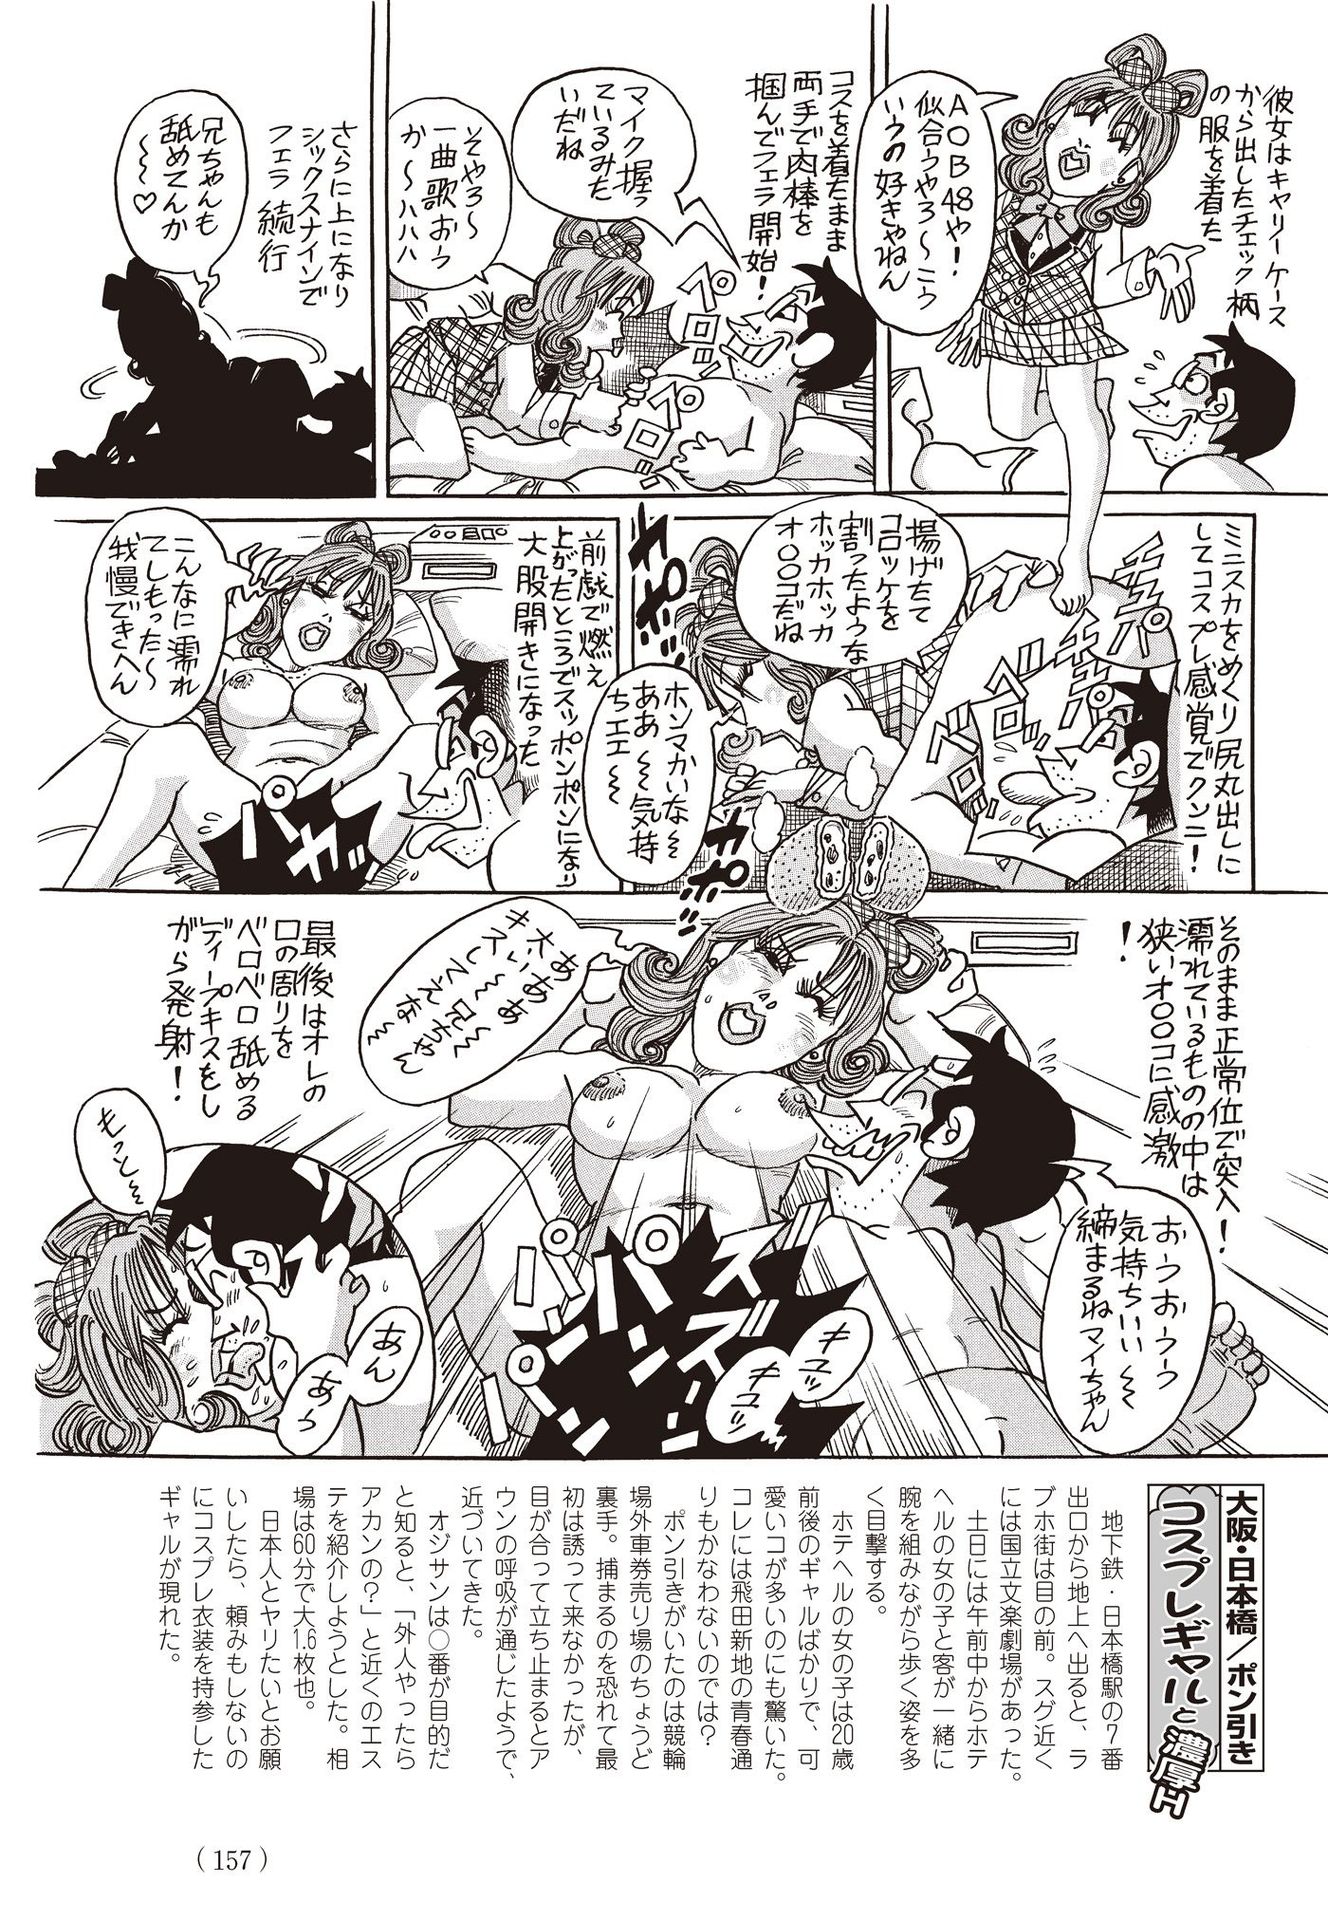 彼女はキャリーケース
から出したチェック柄
の服を着た
AOB48や!
似合うやろ～こう
いうの好きゃねん
コスを着たまま
両手で肉棒を
掴んでフェラ開始!
マイク握っ
ているみた
いだね
そやろ～
一曲歌おう
か～ハハハ
ペロッ
ペロ
さらに上になり
シックスナインで
フェラ続行
兄ちゃんも
舐めてんか
～～♡
ミニスカをめくり尻丸出しに
してコスプレ感覚でクンニ!
揚げたて
コロッケを
割ったような
ホッカホッカ
オ○○コだね
ホンマかいな～
ああ～～気持
ちエエ～～
前戯で燃え
上がったところでスッポンポンになり
大股開きになった
こんなに濡れ
てしもった～
我慢できへん
パカッ
そのまま正常位で突入!
濡れているものの中は
狭いオ○○コに感激
!
おーうおーうう
気持ちいい～～
締まるねマイちゃん
ああああ～
キスしてえな～
ズンズン
パンパン
キュッ
キュッ
最後はオレの
口の周りを
ベロベロ舐める
ディープキスをし
ながら発射!
もっと～～
あん
あう
大阪・日本橋/ポン引き
コスプレギャルと濃厚H
地下鉄・日本橋駅の7番
出口から地上へ出ると、ラ
ブホ街は目の前。スグ近く
には国立文楽劇場があった。
土日には午前中からホテ
ヘルの女の子と客が一緒に
腕を組みながら歩く姿を多
く目撃する。
ホテヘルの女の子は20歳
前後のギャルばかりで、可
愛いコが多いのにも驚いた。
コレには飛田新地の青春通
りもかなわないのでは?
ポン引きがいたのは競輪
場外車券売り場のちょうど
裏手。捕まるのを恐れて最
初は誘って来なかったが、
目が合って立ち止まるとア
ウンの呼吸が通じたようで、
近づいてきた。
オジサンは○番が目的だ
と知ると、「外人やったら
アカンの?」と近くのエス
テを紹介しようとした。相
場は60分で大1.6枚也。
日本人とヤリたいとお願
いしたら、頼みもしないの
にコスプレ衣装を持参した
ギャルが現れた。
(157)